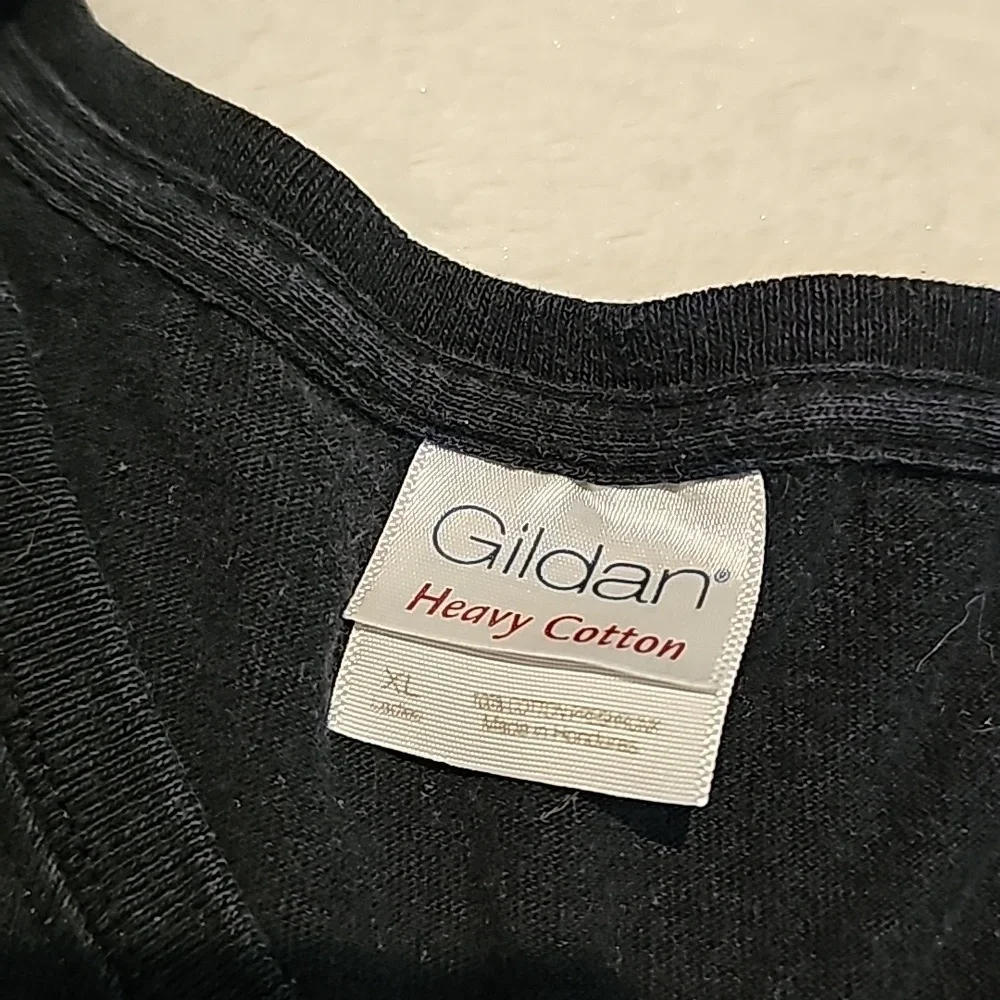 Gildan®
Heavy Cotton
XL
Made in Honduras